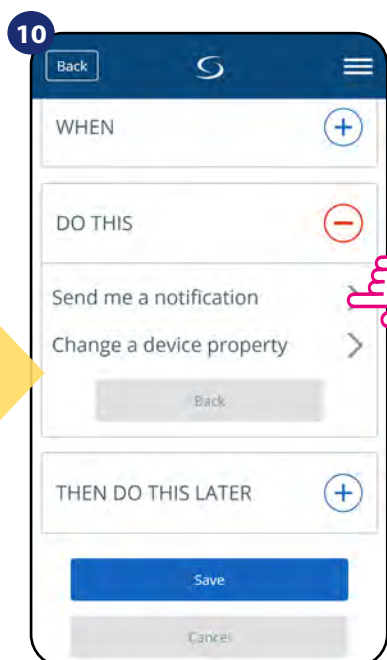 10
Back
WHEN
DO THIS
Send me a notification
Change a device property
Back
THEN DO THIS LATER
Save
Cancel